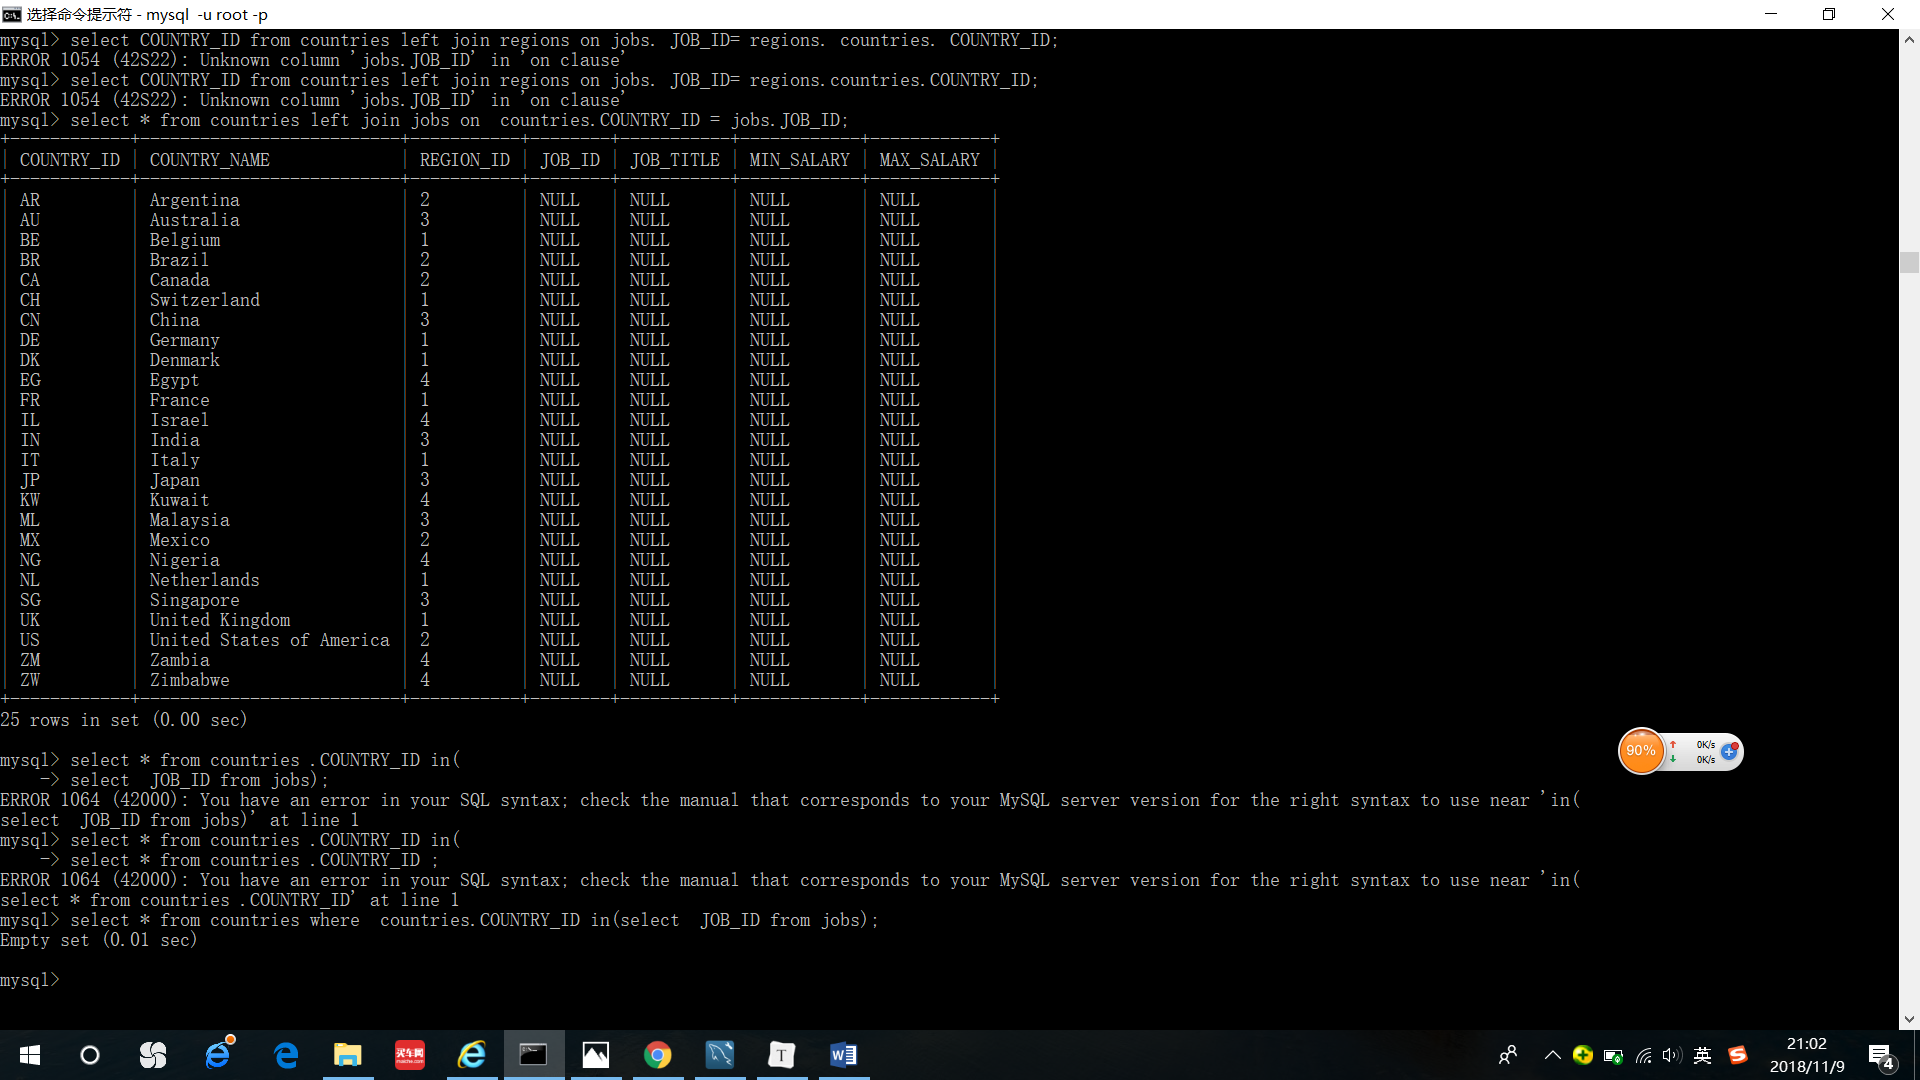 选择命令提示符 - mysql -u root -p
mysql> select COUNTRY_ID from countries left join regions on jobs. JOB_ID= regions. countries. COUNTRY_ID;
ERROR 1054 (42S22): Unknown column 'jobs.JOB_ID' in 'on clause'
mysql> select COUNTRY_ID from countries left join regions on jobs. JOB_ID= regions.countries.COUNTRY_ID;
ERROR 1054 (42S22): Unknown column 'jobs.JOB_ID' in 'on clause'
mysql> select * from countries left join jobs on  countries.COUNTRY_ID = jobs.JOB_ID;
+------------+--------------------------+-----------+--------+-----------+------------+------------+
| COUNTRY_ID | COUNTRY_NAME | REGION_ID | JOB_ID | JOB_TITLE | MIN_SALARY | MAX_SALARY |
+------------+--------------------------+-----------+--------+-----------+------------+------------+
| AR | Argentina | 2 | NULL | NULL | NULL | NULL |
| AU | Australia | 3 | NULL | NULL | NULL | NULL |
| BE | Belgium | 1 | NULL | NULL | NULL | NULL |
| BR | Brazil | 2 | NULL | NULL | NULL | NULL |
| CA | Canada | 2 | NULL | NULL | NULL | NULL |
| CH | Switzerland | 1 | NULL | NULL | NULL | NULL |
| CN | China | 3 | NULL | NULL | NULL | NULL |
| DE | Germany | 1 | NULL | NULL | NULL | NULL |
| DK | Denmark | 1 | NULL | NULL | NULL | NULL |
| EG | Egypt | 4 | NULL | NULL | NULL | NULL |
| FR | France | 1 | NULL | NULL | NULL | NULL |
| IL | Israel | 4 | NULL | NULL | NULL | NULL |
| IN | India | 3 | NULL | NULL | NULL | NULL |
| IT | Italy | 1 | NULL | NULL | NULL | NULL |
| JP | Japan | 3 | NULL | NULL | NULL | NULL |
| KW | Kuwait | 4 | NULL | NULL | NULL | NULL |
| ML | Malaysia | 3 | NULL | NULL | NULL | NULL |
| MX | Mexico | 2 | NULL | NULL | NULL | NULL |
| NG | Nigeria | 4 | NULL | NULL | NULL | NULL |
| NL | Netherlands | 1 | NULL | NULL | NULL | NULL |
| SG | Singapore | 3 | NULL | NULL | NULL | NULL |
| UK | United Kingdom | 1 | NULL | NULL | NULL | NULL |
| US | United States of America | 2 | NULL | NULL | NULL | NULL |
| ZM | Zambia | 4 | NULL | NULL | NULL | NULL |
| ZW | Zimbabwe | 4 | NULL | NULL | NULL | NULL |
+------------+--------------------------+-----------+--------+-----------+------------+------------+
25 rows in set (0.00 sec)
mysql> select * from countries .COUNTRY_ID in(
    -> select  JOB_ID from jobs);
ERROR 1064 (42000): You have an error in your SQL syntax; check the manual that corresponds to your MySQL server version for the right syntax to use near 'in(
select  JOB_ID from jobs)' at line 1
mysql> select * from countries .COUNTRY_ID in(
    -> select * from countries .COUNTRY_ID ;
ERROR 1064 (42000): You have an error in your SQL syntax; check the manual that corresponds to your MySQL server version for the right syntax to use near 'in(
select * from countries .COUNTRY_ID' at line 1
mysql> select * from countries where  countries.COUNTRY_ID in(select  JOB_ID from jobs);
Empty set (0.01 sec)
mysql>
90%
0K/s
0K/s
买车网
maiche.com
T
英
21:02
2018/11/9
4